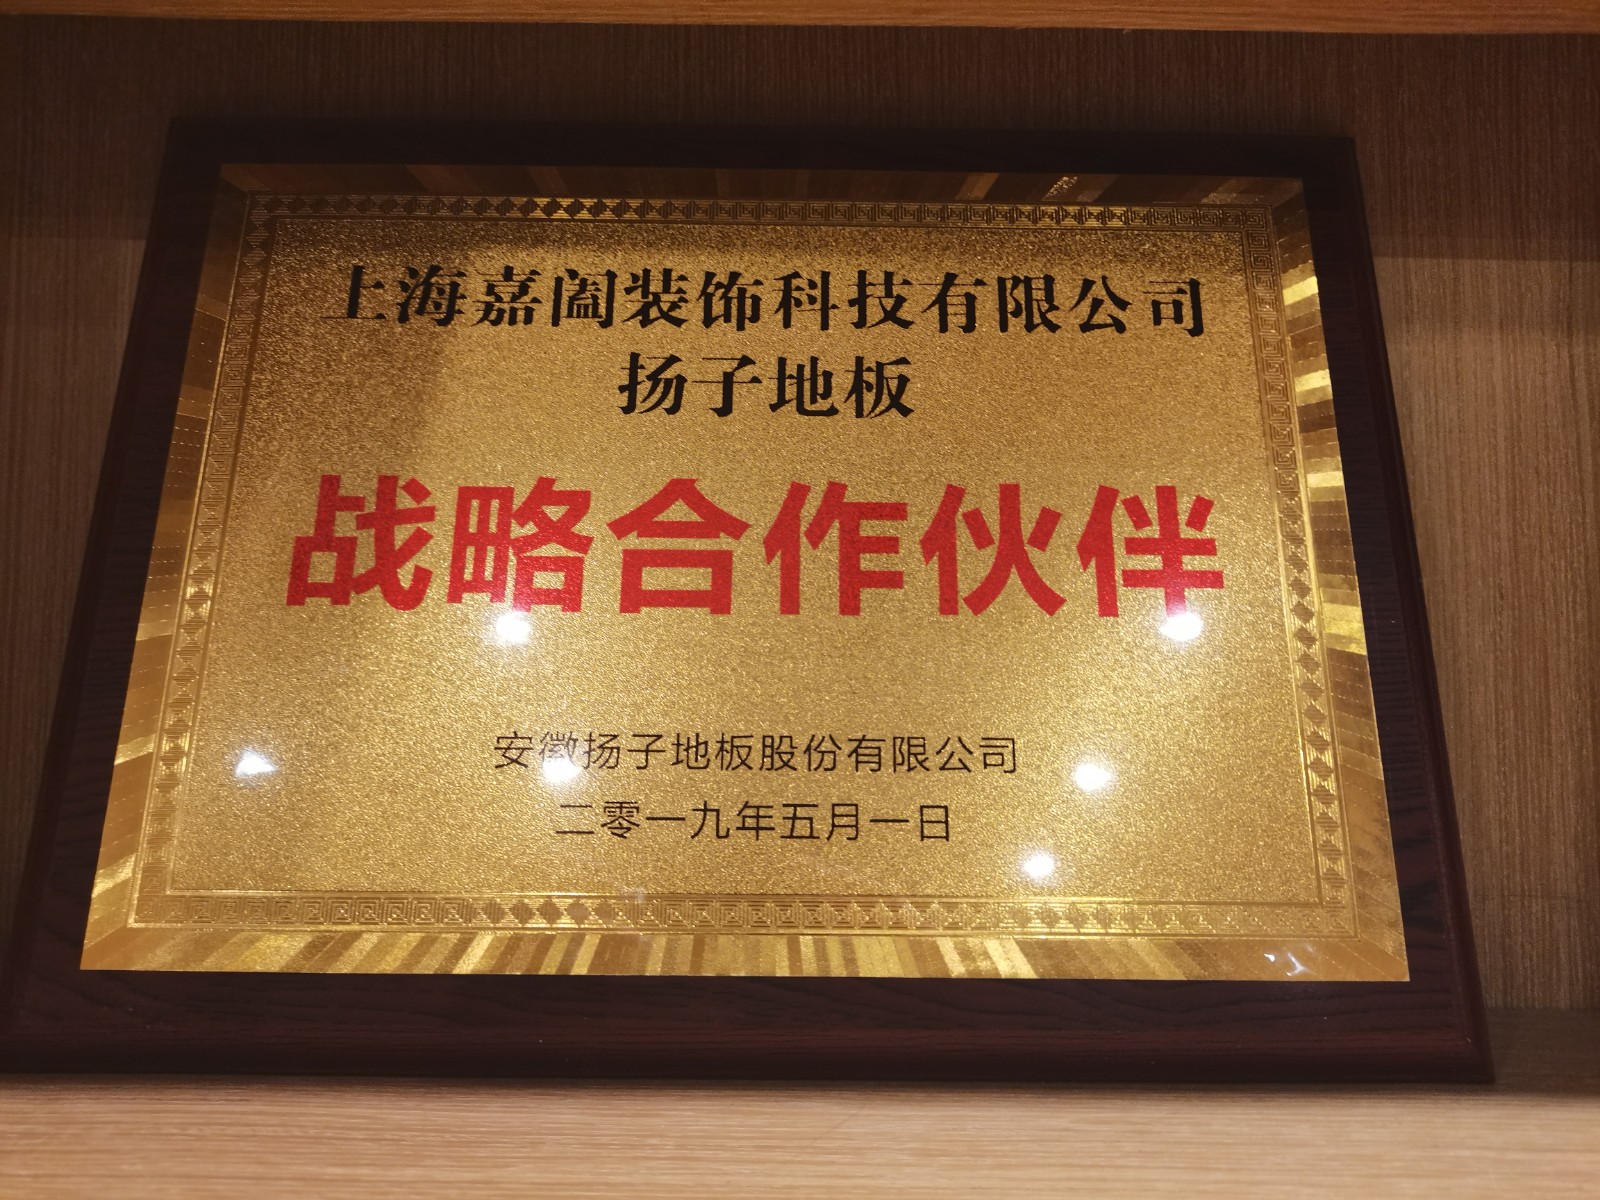 上海嘉阖装饰科技有限公司
扬子地板
战略合作伙伴
安徽扬子地板股份有限公司
二零一九年五月一日